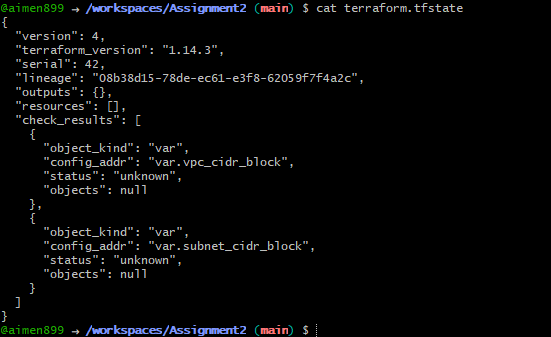 @aimen899 → /workspaces/Assignment2 (main) $ cat terraform.tfstate
{
  "version": 4,
  "terraform_version": "1.14.3",
  "serial": 42,
  "lineage": "08b38d15-78de-ec61-e3f8-62059f7f4a2c",
  "outputs": {},
  "resources": [],
  "check_results": [
    {
      "object_kind": "var",
      "config_addr": "var.vpc_cidr_block",
      "status": "unknown",
      "objects": null
    },
    {
      "object_kind": "var",
      "config_addr": "var.subnet_cidr_block",
      "status": "unknown",
      "objects": null
    }
  ]
}
@aimen899 → /workspaces/Assignment2 (main) $